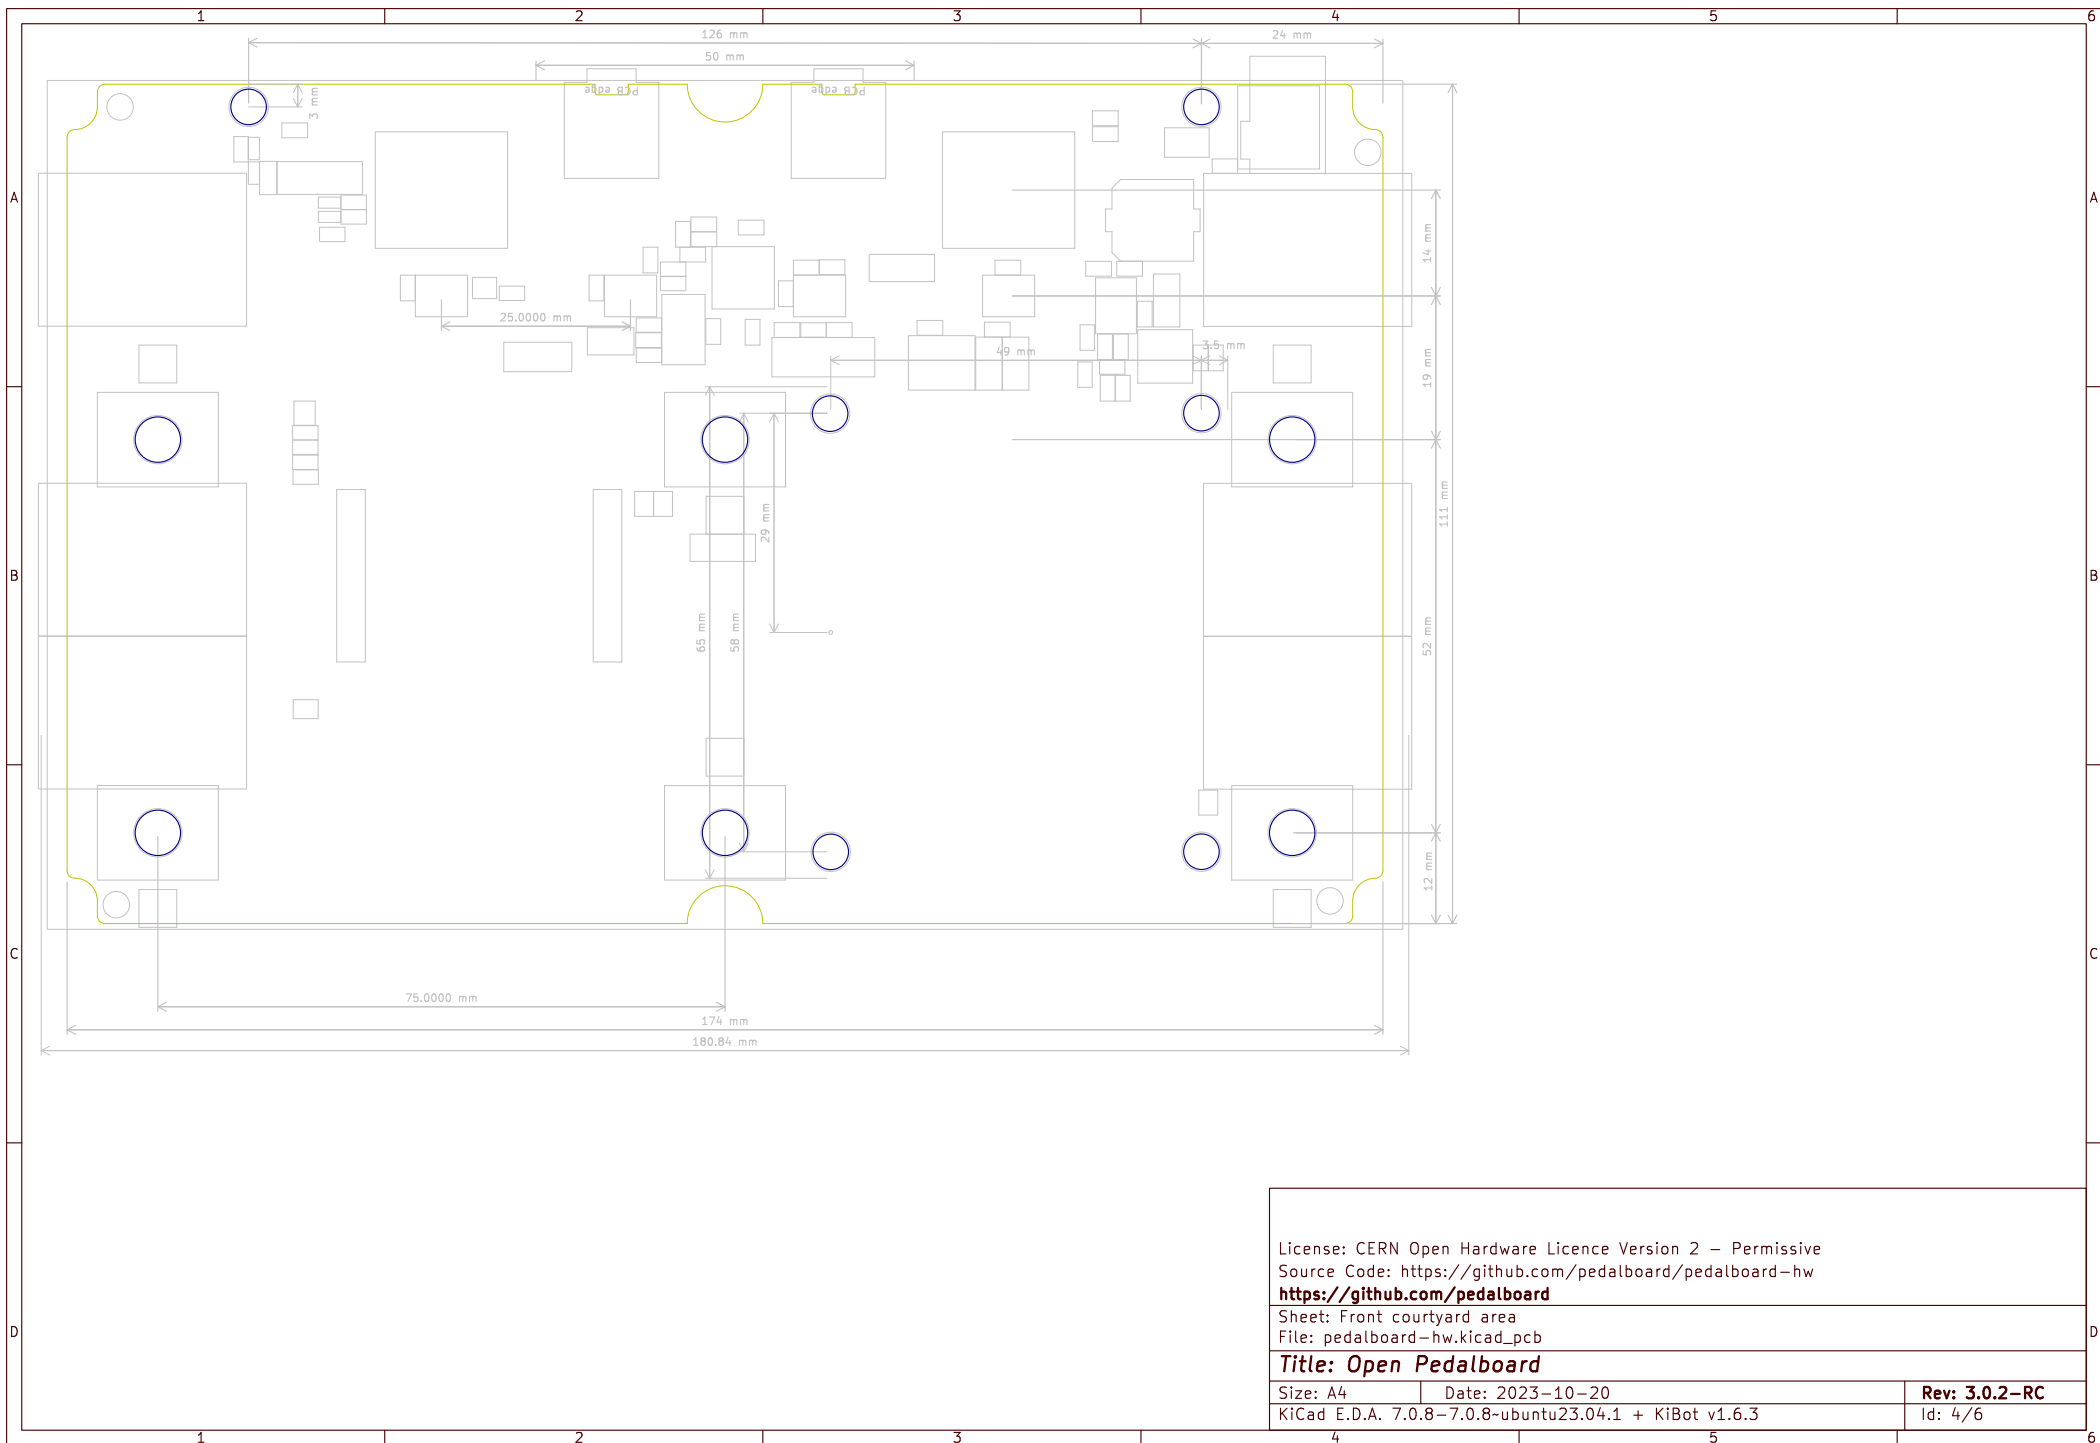 1 2 3 4 5 6
126 mm
24 mm
50 mm
3 mm
PCB edge
PCB edge
A
A
14 mm
25.0000 mm
49 mm
3.5 mm
19 mm
29 mm
111 mm
B
B
65 mm
58 mm
52 mm
12 mm
C
C
75.0000 mm
174 mm
180.84 mm
License: CERN Open Hardware Licence Version 2 – Permissive
Source Code: https://github.com/pedalboard/pedalboard-hw
https://github.com/pedalboard
Sheet: Front courtyard area
File: pedalboard-hw.kicad_pcb
D
D
Title: Open Pedalboard
Size: A4 Date: 2023-10-20 Rev: 3.0.2-RC
KiCad E.D.A. 7.0.8-7.0.8~ubuntu23.04.1 + KiBot v1.6.3 Id: 4/6
1 2 3 4 5 6